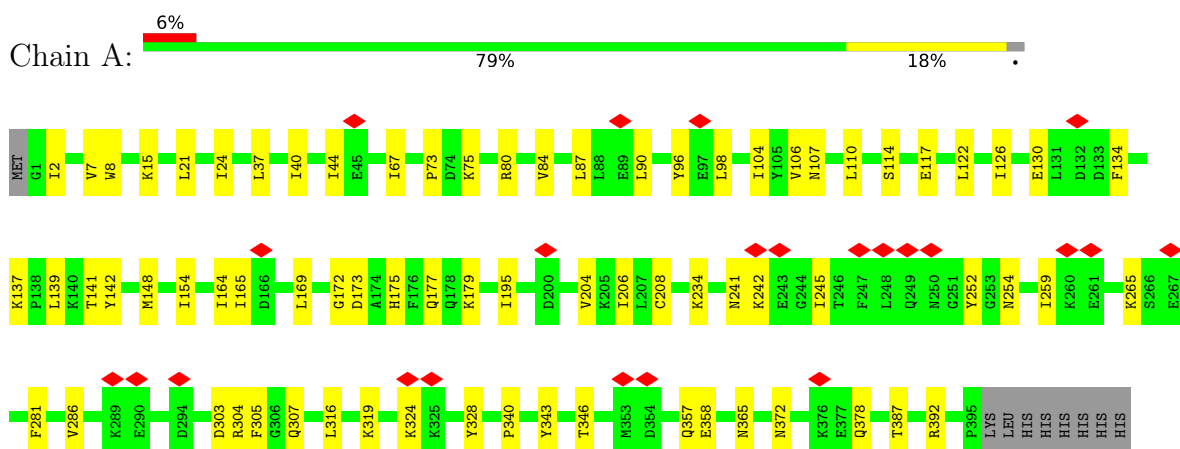 6%
Chain A:
79% 18% •
MET G1 I2 V7 W8 K15 L21 I24 L37 I40 I44 E45 I67 P73 D74 K75 R80 V84 L87 L88 E89 L90 Y96 E97 L98 I104 Y105 V106 N107 L110 S114 E117 L122 I126 E130 L131 D132 D133 F134
K137 P138 L139 K140 T141 Y142 M148 I154 I164 I165 D166 L169 G172 D173 A174 H175 F176 Q177 Q178 K179 I195 D200 V204 K205 I206 L207 C208 K234 N241 K242 E243 G244 I245 T246 F247 L248 Q249 N250 G251 Y252 G253 N254 I259 K260 E261 K265 S266 E267
F281 V286 K289 E290 D294 D303 R304 F305 G306 Q307 L316 K319 K324 K325 Y328 P340 Y343 T346 M353 D354 Q357 E358 N365 N372 K376 E377 Q378 T387 R392 P395 LYS LEU HIS HIS HIS HIS HIS HIS